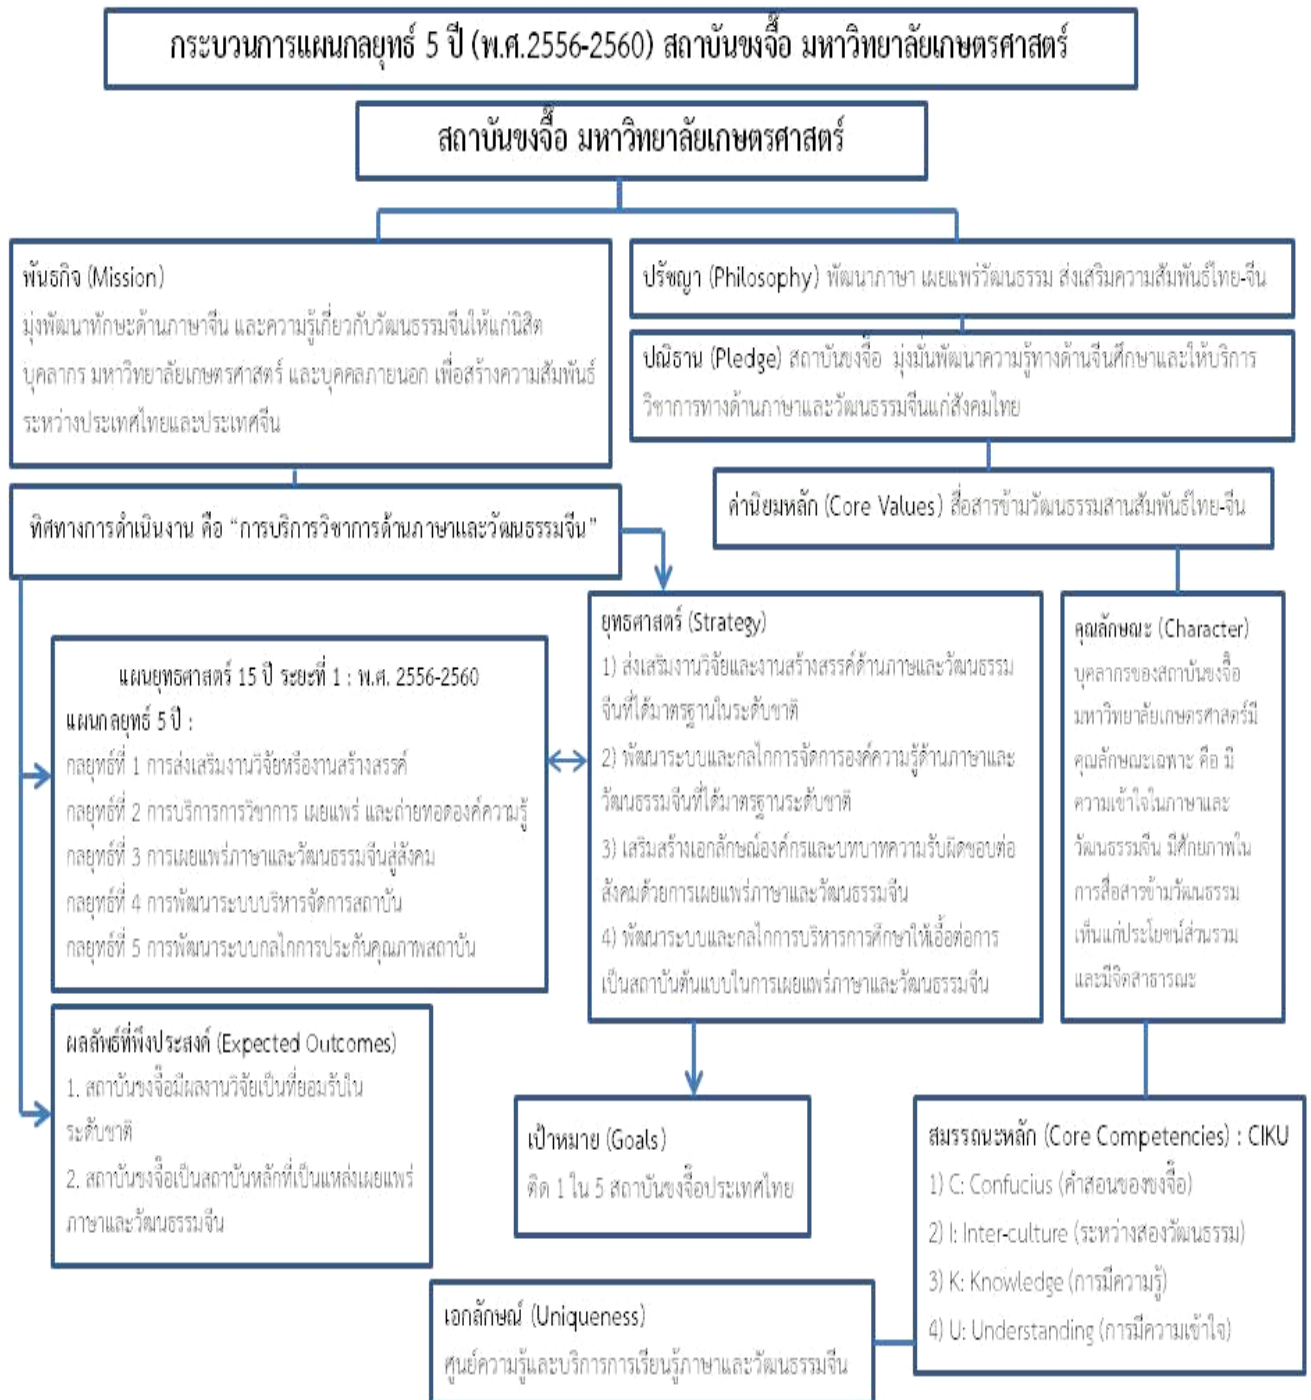 กระบวนการแผนกลยุทธ์ 5 ปี (พ.ศ.2556-2560) สถาบันขงจื๊อ มหาวิทยาลัยเกษตรศาสตร์
สถาบันขงจื๊อ มหาวิทยาลัยเกษตรศาสตร์
พันธกิจ (Mission)
มุ่งพัฒนาทักษะด้านภาษาจีน และความรู้เกี่ยวกับวัฒนธรรมจีนให้แก่นิสิต
บุคลากร มหาวิทยาลัยเกษตรศาสตร์ และบุคคลภายนอก เพื่อสร้างความสัมพันธ์
ระหว่างประเทศไทยและประเทศจีน
ปรัชญา (Philosophy) พัฒนาภาษา เผยแพร่วัฒนธรรม ส่งเสริมความสัมพันธ์ไทย-จีน
ปณิธาน (Pledge) สถาบันขงจื๊อ มุ่งมั่นพัฒนาความรู้ทางด้านจีนศึกษาและให้บริการ
วิชาการทางด้านภาษาและวัฒนธรรมจีนแก่สังคมไทย
ค่านิยมหลัก (Core Values) สื่อสารข้ามวัฒนธรรมสานสัมพันธ์ไทย-จีน
ทิศทางการดำเนินงาน คือ “การบริการวิชาการด้านภาษาและวัฒนธรรมจีน”
แผนยุทธศาสตร์ 15 ปี ระยะที่ 1 : พ.ศ. 2556-2560
แผนกลยุทธ์ 5 ปี :
กลยุทธ์ที่ 1 การส่งเสริมงานวิจัยหรืองานสร้างสรรค์
กลยุทธ์ที่ 2 การบริการการวิชาการ เผยแพร่ และถ่ายทอดองค์ความรู้
กลยุทธ์ที่ 3 การเผยแพร่ภาษาและวัฒนธรรมจีนสู่สังคม
กลยุทธ์ที่ 4 การพัฒนาระบบบริหารจัดการสถาบัน
กลยุทธ์ที่ 5 การพัฒนาระบบกลไกการประกันคุณภาพสถาบัน
ยุทธศาสตร์ (Strategy)
1) ส่งเสริมงานวิจัยและงานสร้างสรรค์ด้านภาษและวัฒนธรรม
จีนที่ได้มาตรฐานในระดับชาติ
2) พัฒนาระบบและกลไกการจัดการองค์ความรู้ด้านภาษาและ
วัฒนธรรมจีนที่ได้มาตรฐานระดับชาติ
3) เสริมสร้างเอกลักษณ์องค์กรและบทบาทความรับผิดชอบต่อ
สังคมด้วยการเผยแพร่ภาษาและวัฒนธรรมจีน
4) พัฒนาระบบและกลไกการบริหารการศึกษาให้เอื้อต่อการ
เป็นสถาบันต้นแบบในการเผยแพร่ภาษาและวัฒนธรรมจีน
คุณลักษณะ (Character)
บุคลากรของสถาบันขงจื๊อ
มหาวิทยาลัยเกษตรศาสตร์มี
คุณลักษณะเฉพาะ คือ มี
ความเข้าใจในภาษาและ
วัฒนธรรมจีน มีศักยภาพใน
การสื่อสารข้ามวัฒนธรรม
เห็นแก่ประโยชน์ส่วนรวม
และมีจิตสาธารณะ
ผลลัพธ์ที่พึงประสงค์ (Expected Outcomes)
1. สถาบันขงจื๊อมีผลงานวิจัยเป็นที่ยอมรับใน
ระดับชาติ
2. สถาบันขงจื๊อเป็นสถาบันหลักที่เป็นแหล่งเผยแพร่
ภาษาและวัฒนธรรมจีน
เป้าหมาย (Goals)
ติด 1 ใน 5 สถาบันขงจื๊อประเทศไทย
สมรรถนะหลัก (Core Competencies) : CIKU
1) C: Confucius (คำสอนของขงจื๊อ)
2) I: Inter-culture (ระหว่างสองวัฒนธรรม)
3) K: Knowledge (การมีความรู้)
4) U: Understanding (การมีความเข้าใจ)
เอกลักษณ์ (Uniqueness)
ศูนย์ความรู้และบริการการเรียนรู้ภาษาและวัฒนธรรมจีน